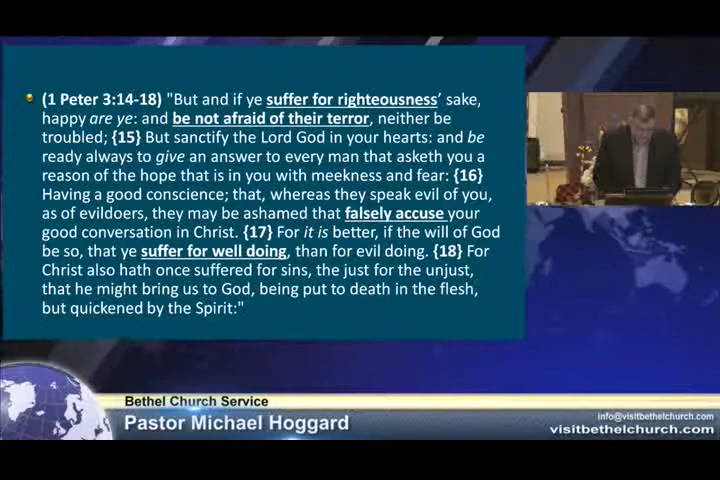 (1 Peter 3:14-18) "But and if ye suffer for righteousness' sake,
happy are ye: and be not afraid of their terror, neither be
troubled; {15} But sanctify the Lord God in your hearts: and be
ready always to give an answer to every man that asketh you a
reason of the hope that is in you with meekness and fear: {16}
Having a good conscience; that, whereas they speak evil of you,
as of evildoers, they may be ashamed that falsely accuse your
good conversation in Christ. {17} For it is better, if the will of God
be so, that ye suffer for well doing, than for evil doing. {18} For
Christ also hath once suffered for sins, the just for the unjust,
that he might bring us to God, being put to death in the flesh,
but quickened by the Spirit:"
Bethel Church Service
Pastor Michael Hoggard
info@visitbethelchurch.com
visitbethelchurch.com